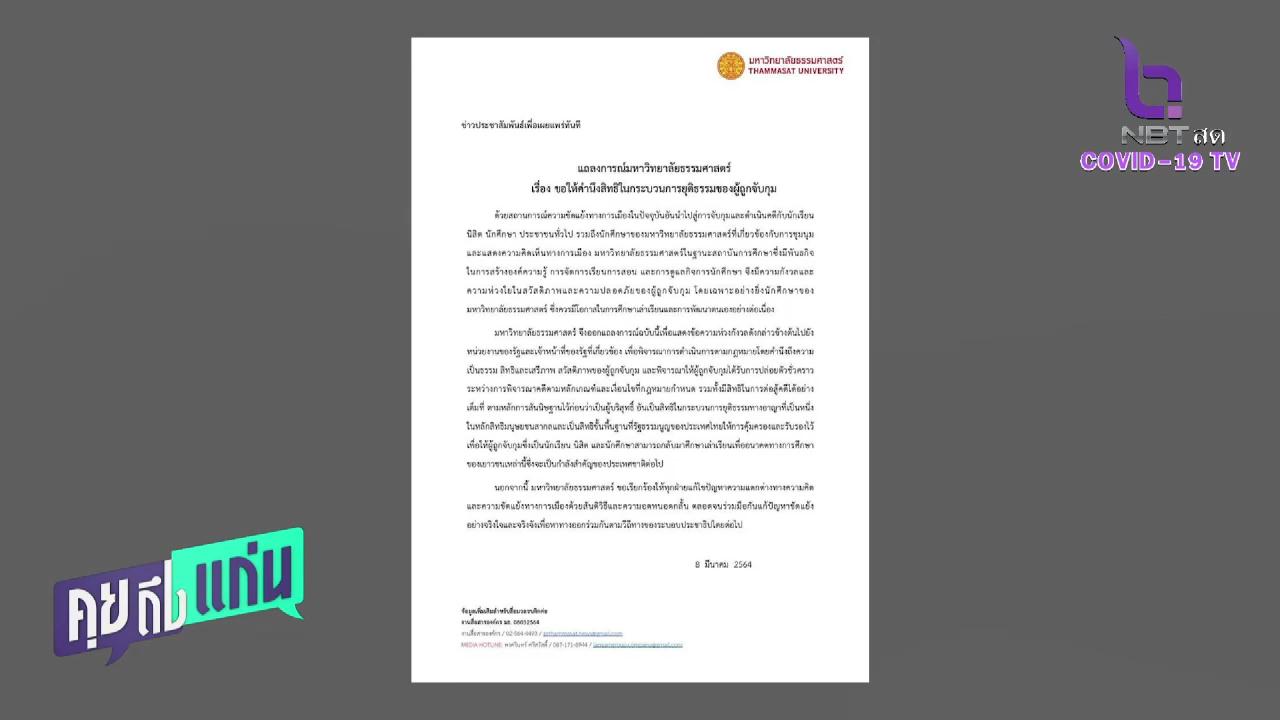 มหาวิทยาลัยธรรมศาสตร์
THAMMASAT UNIVERSITY
NBT สด
COVID-19 TV
ข่าวประชาสัมพันธ์เพื่อเผยแพร่ทันที
แถลงการณ์มหาวิทยาลัยธรรมศาสตร์
เรื่อง ขอให้คำนึงสิทธิในกระบวนการยุติธรรมของผู้ถูกจับกุม
ด้วยสถานการณ์ความขัดแย้งทางการเมืองในปัจจุบันอันนำไปสู่การจับกุมและดำเนินคดีกับนักเรียน
นิสิต นักศึกษา ประชาชนทั่วไป รวมถึงนักศึกษาของมหาวิทยาลัยธรรมศาสตร์ที่เกี่ยวข้องกับการชุมนุม
และแสดงความคิดเห็นทางการเมือง มหาวิทยาลัยธรรมศาสตร์ในฐานะสถาบันการศึกษาซึ่งมีพันธกิจ
ในการสร้างองค์ความรู้ การจัดการเรียนการสอน และการดูแลกิจการนักศึกษา จึงมีความกังวลและ
ความห่วงใยในสวัสดิภาพและความปลอดภัยของผู้ถูกจับกุม โดยเฉพาะอย่างยิ่งนักศึกษาของ
มหาวิทยาลัยธรรมศาสตร์ ซึ่งควรมีโอกาสในการศึกษาเล่าเรียนและการพัฒนาตนเองอย่างต่อเนื่อง
มหาวิทยาลัยธรรมศาสตร์ จึงออกแถลงการณ์ฉบับนี้เพื่อแสดงข้อความห่วงกังวลดังกล่าวข้างต้นไปยัง
หน่วยงานของรัฐและเจ้าหน้าที่ของรัฐที่เกี่ยวข้อง เพื่อพิจารณาการดำเนินการตามกฎหมายโดยคำนึงถึงความ
เป็นธรรม สิทธิและเสรีภาพ สวัสดิภาพของผู้ถูกจับกุม และพิจารณาให้ผู้ถูกจับกุมได้รับการปล่อยตัวชั่วคราว
ระหว่างการพิจารณาคดีตามหลักเกณฑ์และเงื่อนไขที่กฎหมายกำหนด รวมทั้งมีสิทธิในการต่อสู้คดีได้อย่าง
เต็มที่ ตามหลักการสันนิษฐานไว้ก่อนว่าเป็นผู้บริสุทธิ์ อันเป็นสิทธิในกระบวนการยุติธรรมทางอาญาที่เป็นหนึ่ง
ในหลักสิทธิมนุษยชนสากลและเป็นสิทธิขั้นพื้นฐานที่รัฐธรรมนูญของประเทศไทยให้การคุ้มครองและรับรองไว้
เพื่อให้ผู้ถูกจับกุมซึ่งเป็นนักเรียน นิสิต และนักศึกษาสามารถกลับมาศึกษาเล่าเรียนเพื่ออนาคตทางการศึกษา
ของเยาวชนเหล่านี้ซึ่งจะเป็นกำลังสำคัญของประเทศชาติต่อไป
นอกจากนี้ มหาวิทยาลัยธรรมศาสตร์ ขอเรียกร้องให้ทุกฝ่ายแก้ไขปัญหาความแตกต่างทางความคิด
และความขัดแย้งทางการเมืองด้วยสันติวิธีและความอดทนอดกลั้น ตลอดจนร่วมมือกันแก้ปัญหาขัดแย้ง
อย่างจริงใจและจริงจังเพื่อหาทางออกร่วมกันตามวิถีทางของระบอบประชาธิปไตยต่อไป
8 มีนาคม 2564
คุยถึงแก่น
ข้อมูลเพิ่มเติมสำหรับสื่อมวลชนติดต่อ
งานสื่อสารองค์กร มธ. 08032564
งานสื่อสารองค์กร / 02-564-4493 /
MEDIA HOTLINE: / 087-171-8944 /